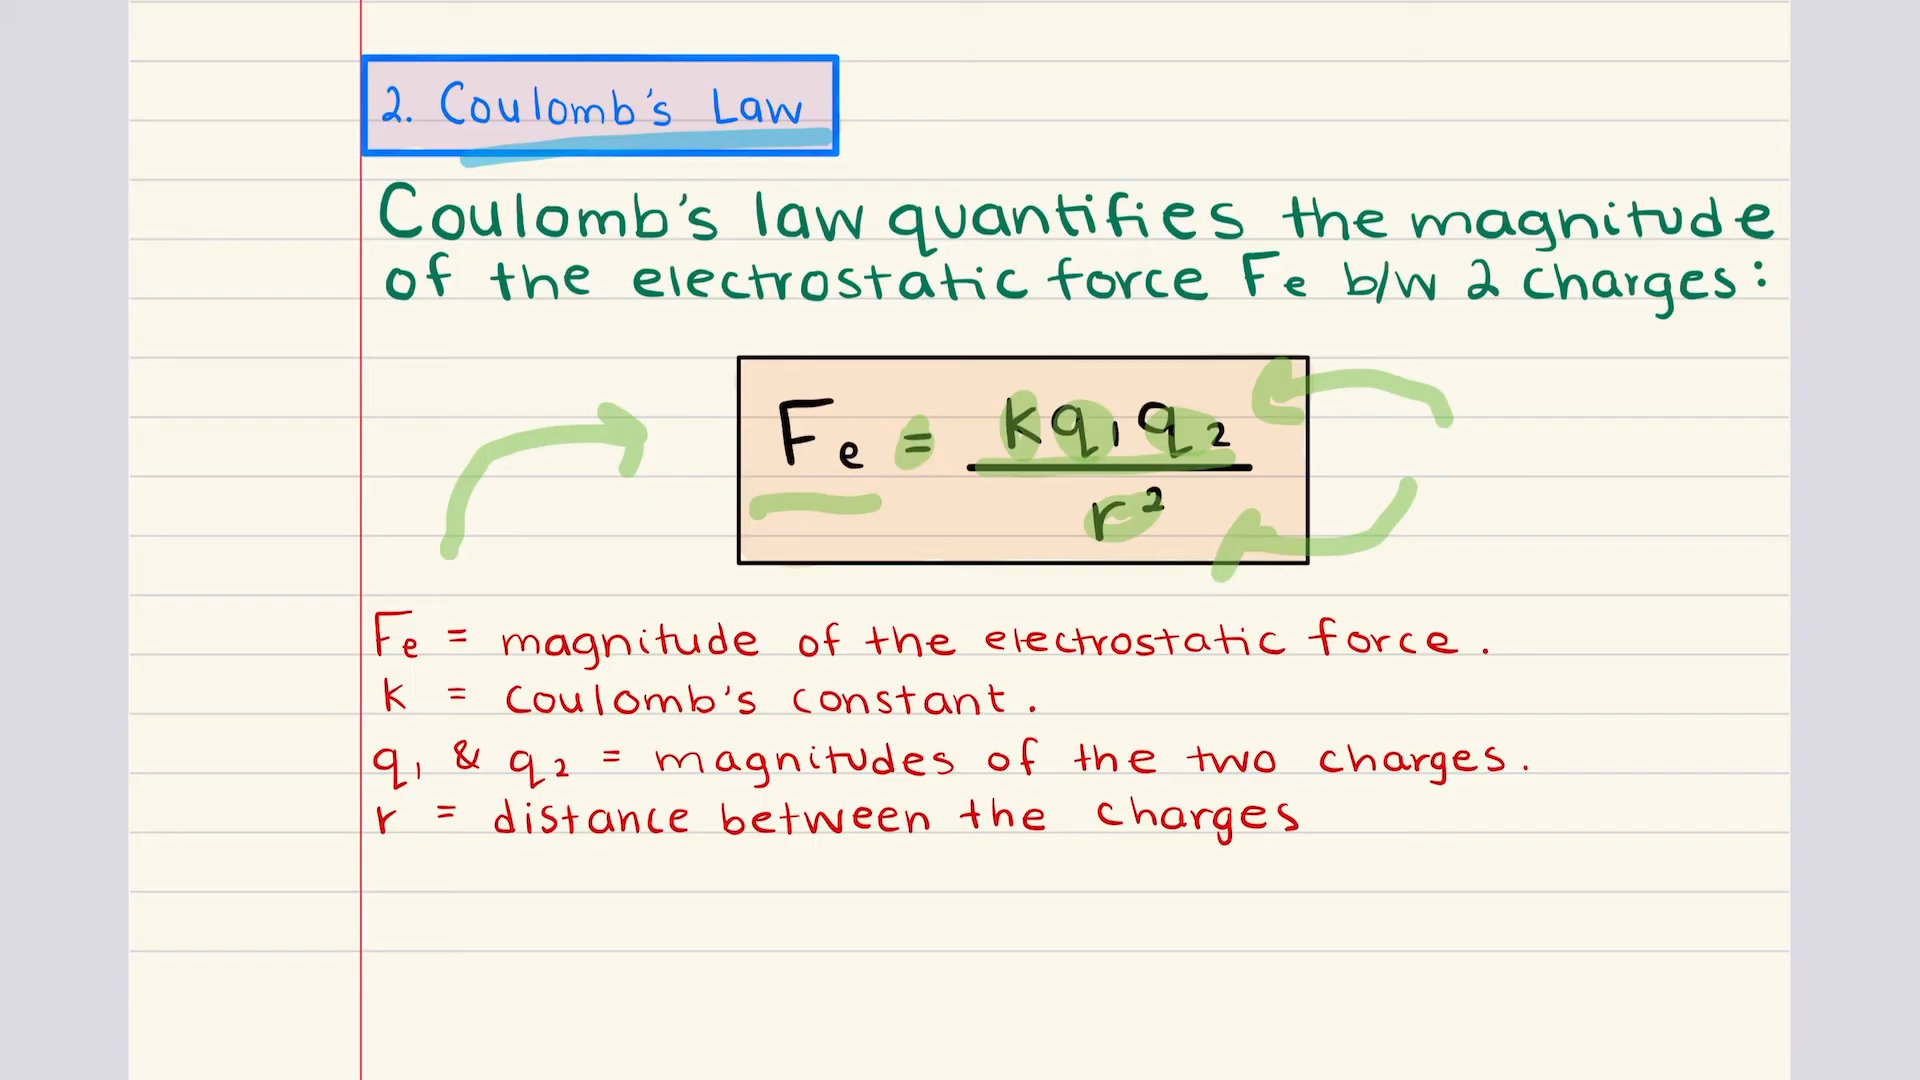 2. Coulomb's Law
Coulomb's law quantifies the magnitude
of the electrostatic force Fe b/w 2 charges:
Fe = kq₁q₂
r²
Fe = magnitude of the electrostatic force.
k = Coulomb's constant.
q₁ & q₂ = magnitudes of the two charges.
r = distance between the charges